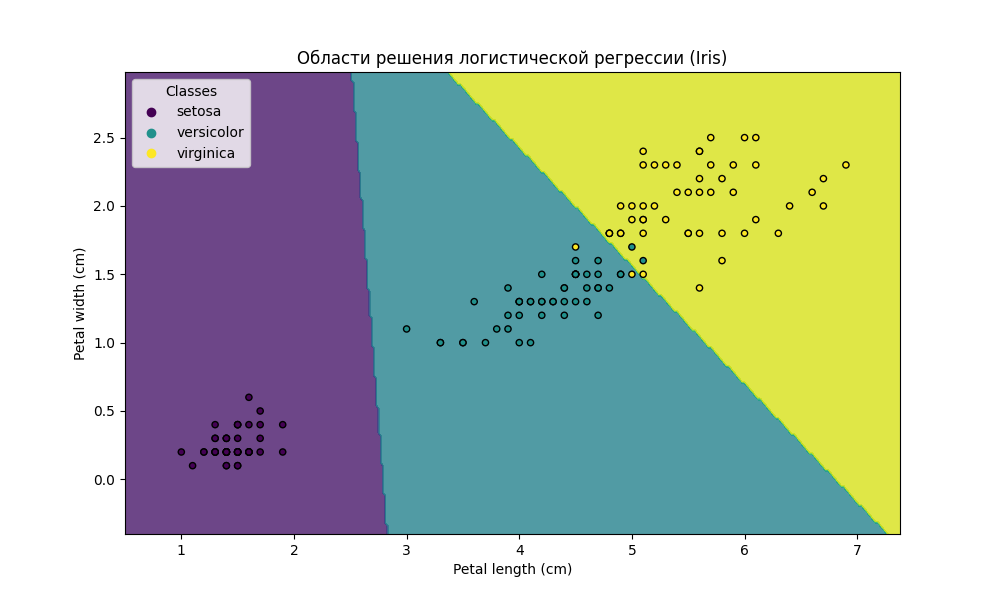 Области решения логистической регрессии (Iris)
Classes
setosa
versicolor
virginica
2.5
2.0
1.5
1.0
0.5
0.0
Petal width (cm)
1 2 3 4 5 6 7
Petal length (cm)